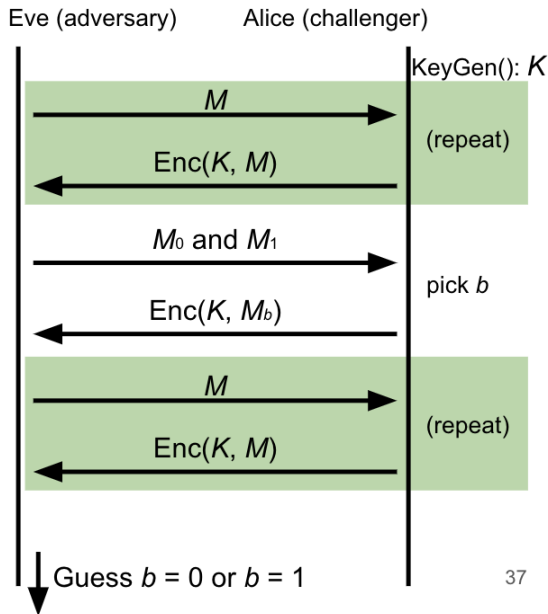 Eve (adversary) Alice (challenger)
KeyGen(): K
M
(repeat)
Enc(K, M)
M₀ and M₁
pick b
Enc(K, Mb)
M
(repeat)
Enc(K, M)
Guess b = 0 or b = 1
37